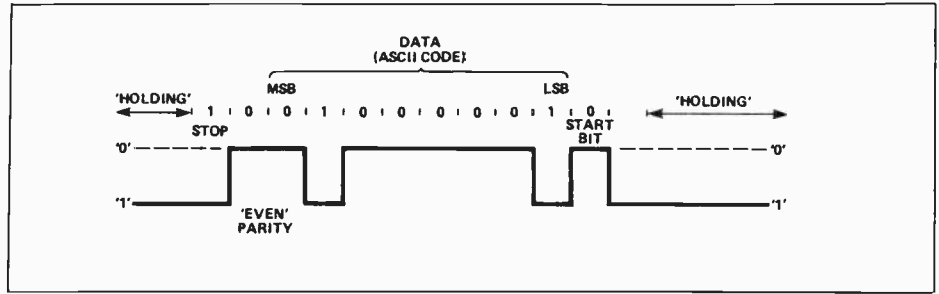 DATA
(ASCII CODE)
MSB LSB
'HOLDING' 1 0 0 1 0 0 0 0 0 1 0 'HOLDING'
STOP START
BIT
'0' '0'
'1' '1'
'EVEN'
PARITY